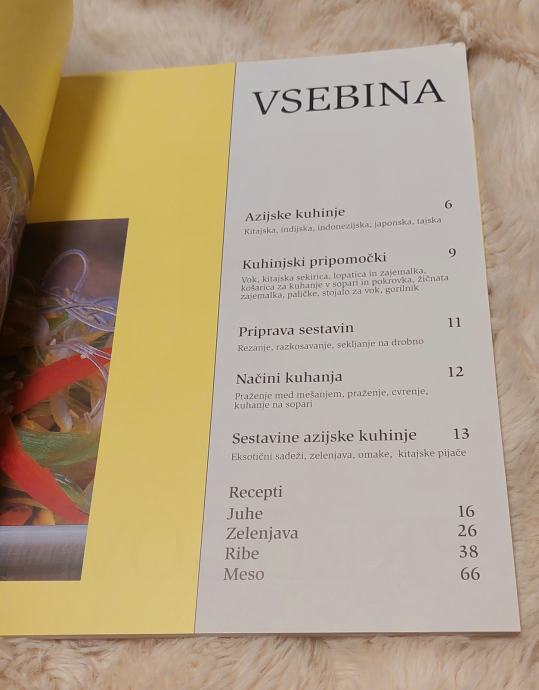 VSEBINA
Azijske kuhinje 6
Kitajska, indijska, indonezijska, japonska, tajska
Kuhinjski pripomočki 9
Vok, kitajska sekirica, lopatica in zajemalka,
košarica za kuhanje v sopari in pokrovka, žičnata
zajemalka, paličke, stojalo za vok, gorilnik
Priprava sestavin 11
Rezanje, razkosavanje, sekljanje na drobno
Načini kuhanja 12
Praženje med mešanjem, praženje, cvrenje,
kuhanje na sopari
Sestavine azijske kuhinje 13
Eksotični sadeži, zelenjava, omake, kitajske pijače
Recepti
Juhe 16
Zelenjava 26
Ribe 38
Meso 66